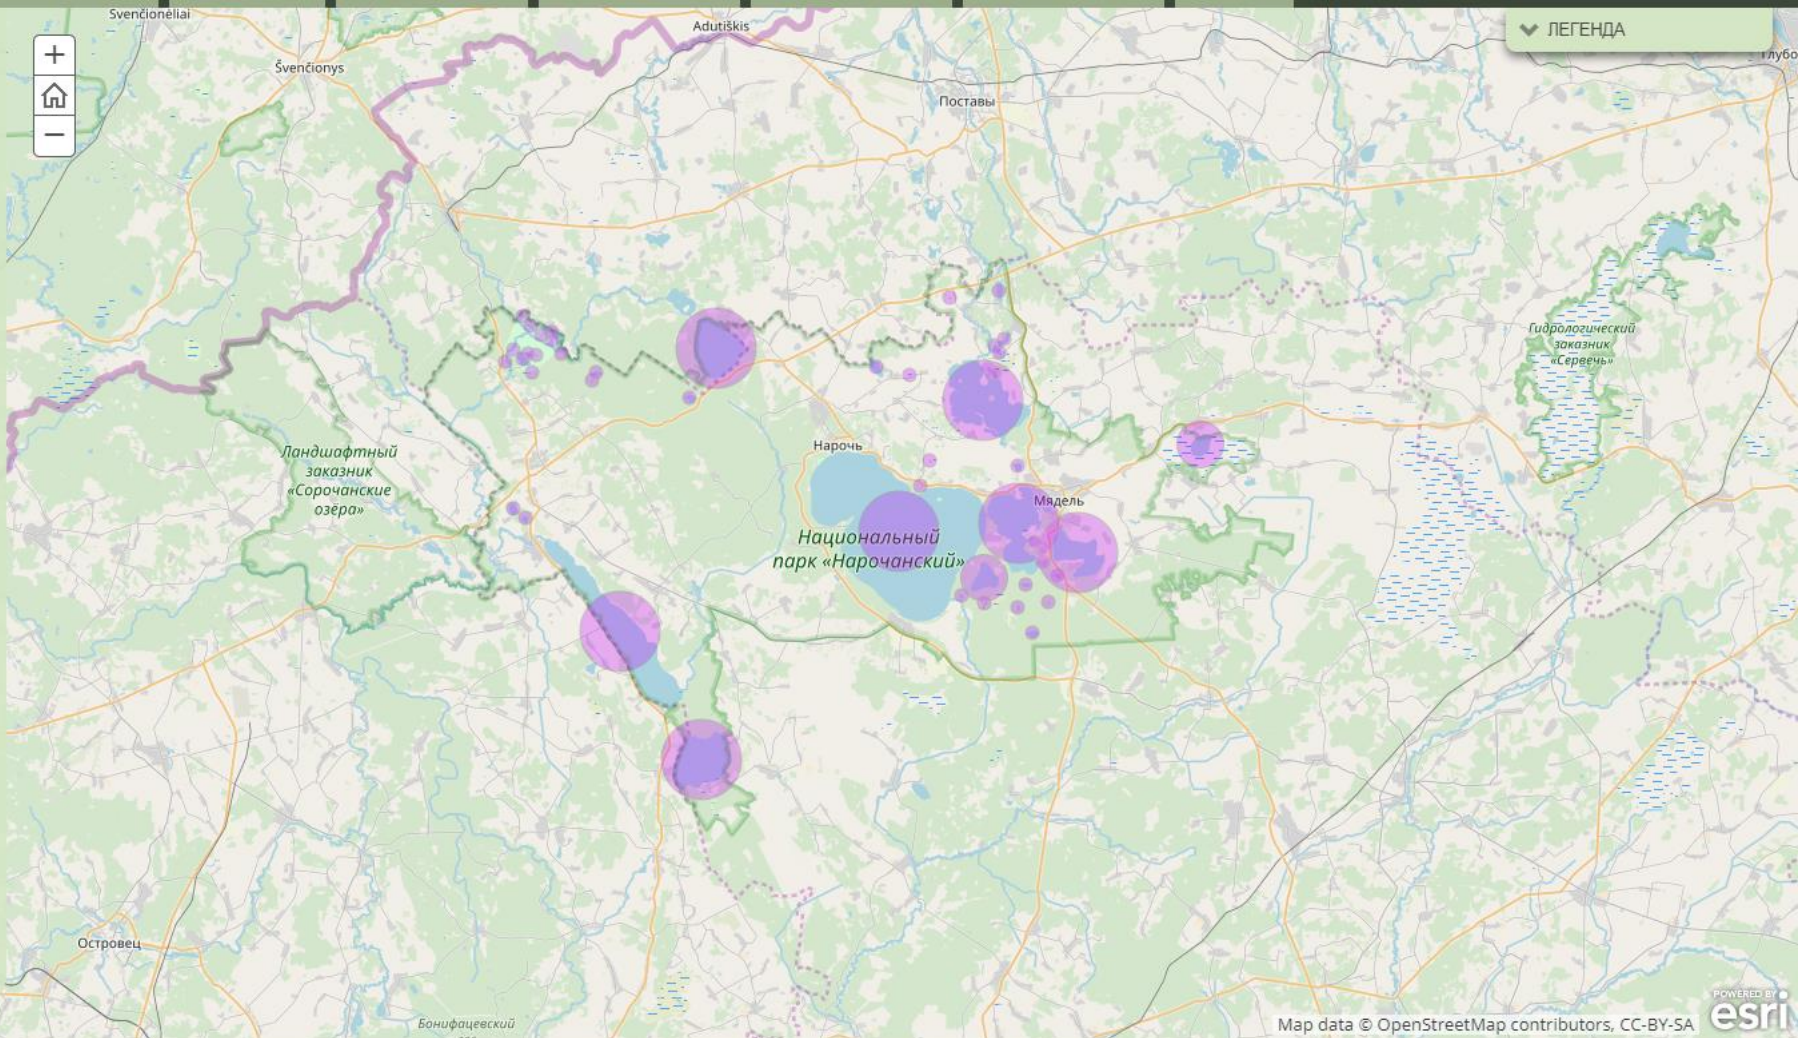 Švenčionėliai
Adutiškis
ЛЕГЕНДА
Švenčionys
Поставы
Гидрологический
заказник
«Сервечь»
Нарочь
Ландшафтный
заказник
«Сорочанские
озёра»
Мядель
Национальный
парк «Нарочанский»
Островец
Бонифацевский
POWERED BY
esri
Map data © OpenStreetMap contributors, CC-BY-SA